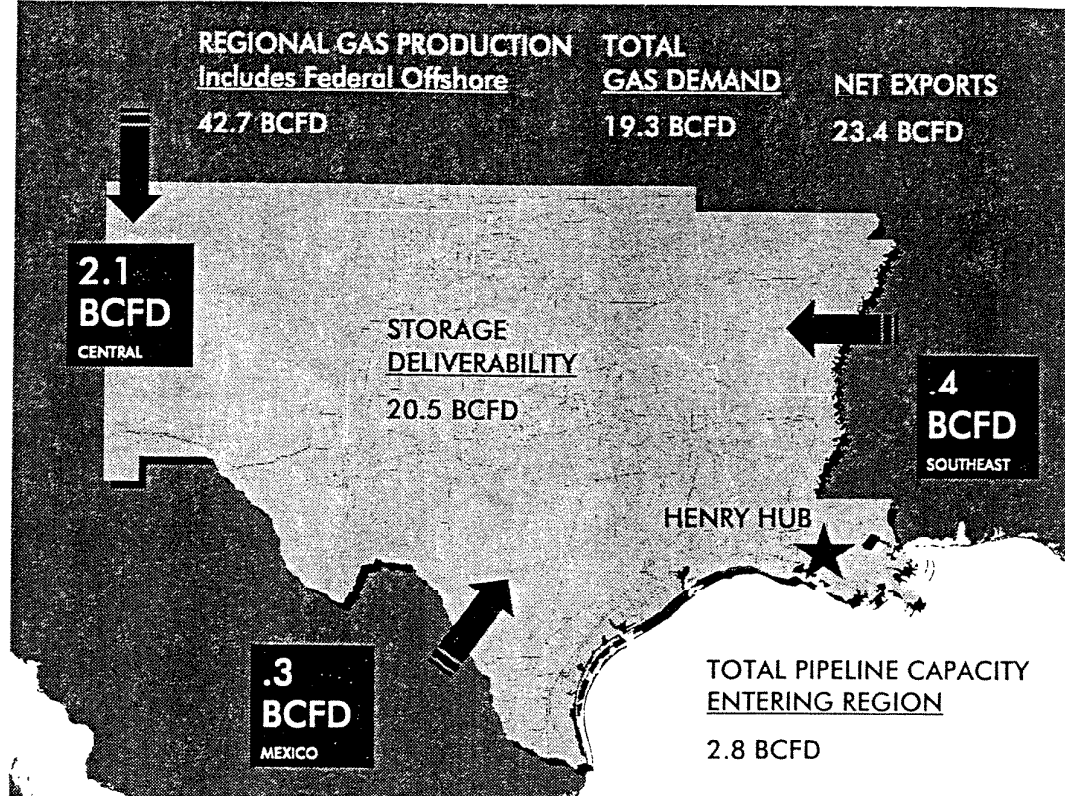 REGIONAL GAS PRODUCTION
Includes Federal Offshore
42.7 BCFD
TOTAL
GAS DEMAND
19.3 BCFD
NET EXPORTS
23.4 BCFD
2.1
BCFD
CENTRAL
STORAGE
DELIVERABILITY
20.5 BCFD
.4
BCFD
SOUTHEAST
HENRY HUB
.3
BCFD
MEXICO
TOTAL PIPELINE CAPACITY
ENTERING REGION
2.8 BCFD